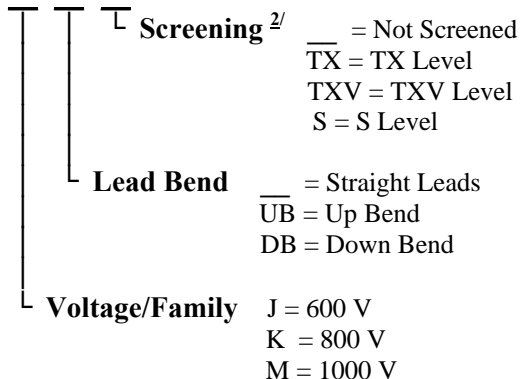 Screening 2/
__ = Not Screened
TX = TX Level
TXV = TXV Level
S = S Level
Lead Bend
__ = Straight Leads
UB = Up Bend
DB = Down Bend
Voltage/Family J = 600 V
K = 800 V
M = 1000 V